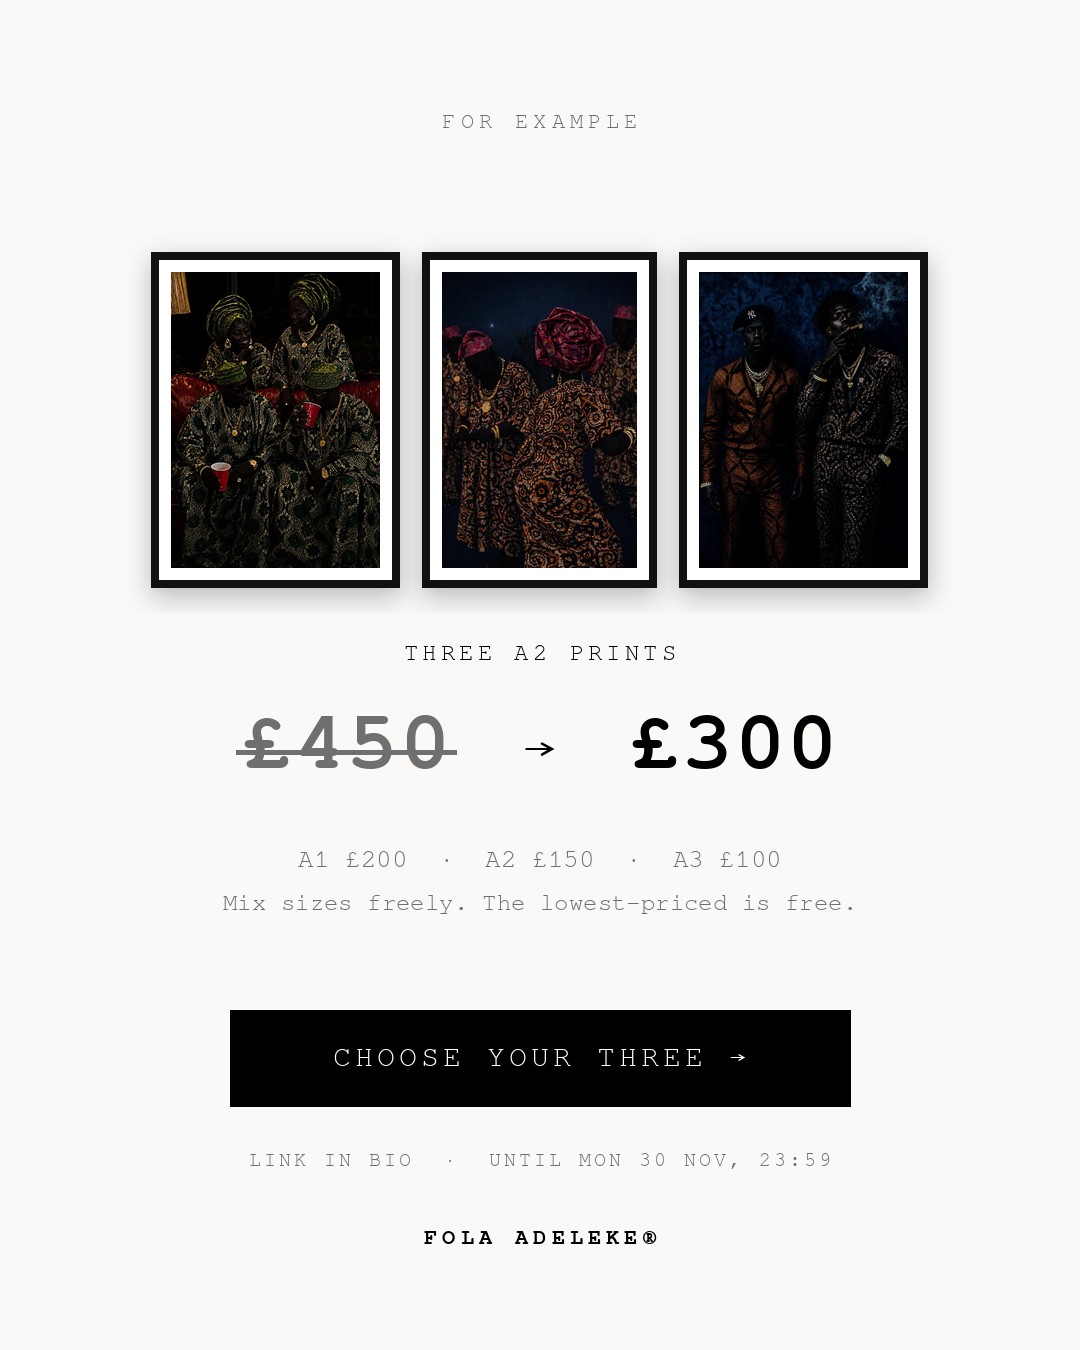 FOR EXAMPLE
THREE A2 PRINTS
£450 → £300
A1 £200 · A2 £150 · A3 £100
Mix sizes freely. The lowest-priced is free.
CHOOSE YOUR THREE →
LINK IN BIO · UNTIL MON 30 NOV, 23:59
FOLA ADELEKE®